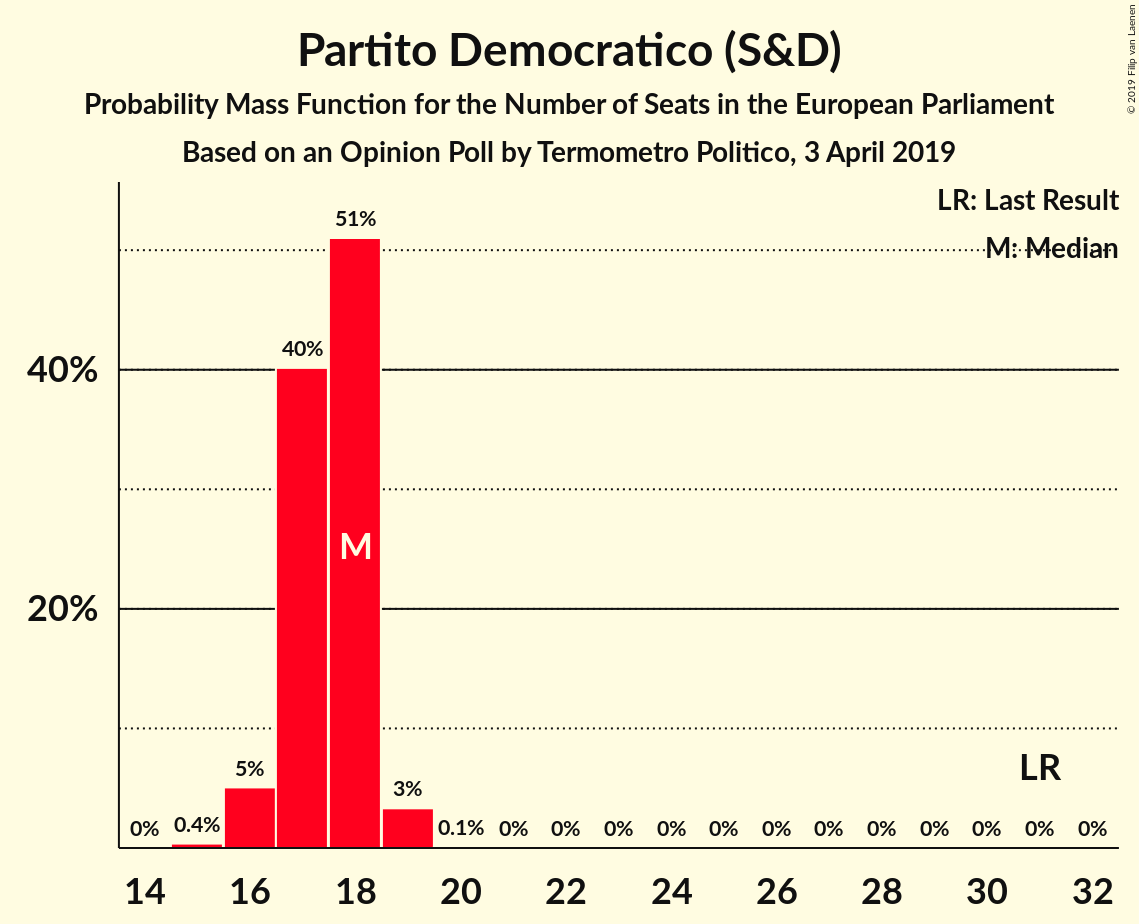 Partito Democratico (S&D)
Probability Mass Function for the Number of Seats in the European Parliament
Based on an Opinion Poll by Termometro Politico, 3 April 2019
© 2019 Filip van Laenen
LR: Last Result
M: Median
51%
40%
40%
M
20%
LR
5%
3%
0% 0.4% 0.1% 0% 0% 0% 0% 0% 0% 0% 0% 0% 0% 0% 0%
14 16 18 20 22 24 26 28 30 32